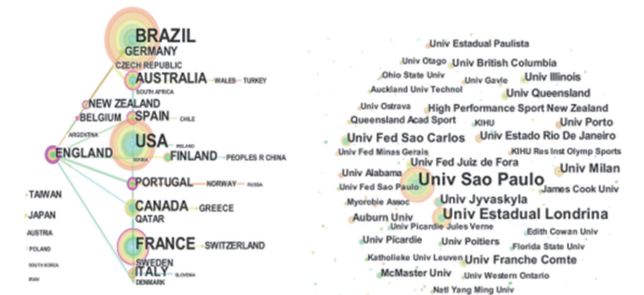 BRAZIL
GERMANY
CZECH REPUBLIC
AUSTRALIA WALES TURKEY
SOUTH AFRICA
NEW ZEALAND
BELGIUM SPAIN CHILE
ARGENTINA
USA IRELAND
ENGLAND FINLAND PEOPLES R CHINA
PORTUGAL NORWAY RUSSIA
TAIWAN
CANADA GREECE
JAPAN QATAR
AUSTRIA
FRANCE SWITZERLAND
POLAND
SWEDEN
SOUTH KOREA
ITALY SLOVENIA
IRAN
DENMARK
Univ Estadual Paulista
Univ Otago Univ British Columbia
Ohio State Univ Univ Gavle Univ Illinois
Auckland Univ Technol Univ Queensland
Univ Ostrava High Performance Sport New Zealand
Queensland Acad Sport KIHU Univ Porto
Univ Fed Sao Carlos Univ Estado Rio De Janeiro
Univ Fed Minas Gerais KIHU Res Inst Olymp Sports
Univ Fed Juiz de Fora
Univ Alabama Univ Milan
Univ Sao Paulo
Univ Fed Sao Paulo James Cook Univ
Myorobie Assoc Univ Jyvaskyla
Auburn Univ Univ Estadual Londrina
Univ Picardie Jules Verne
Edith Cowan Univ
Univ Picardie Univ Poitiers Florida State Univ
Katholieke Univ Leuven Univ Franche Comte
McMaster Univ Univ Western Ontario
Natl Yang Ming Univ